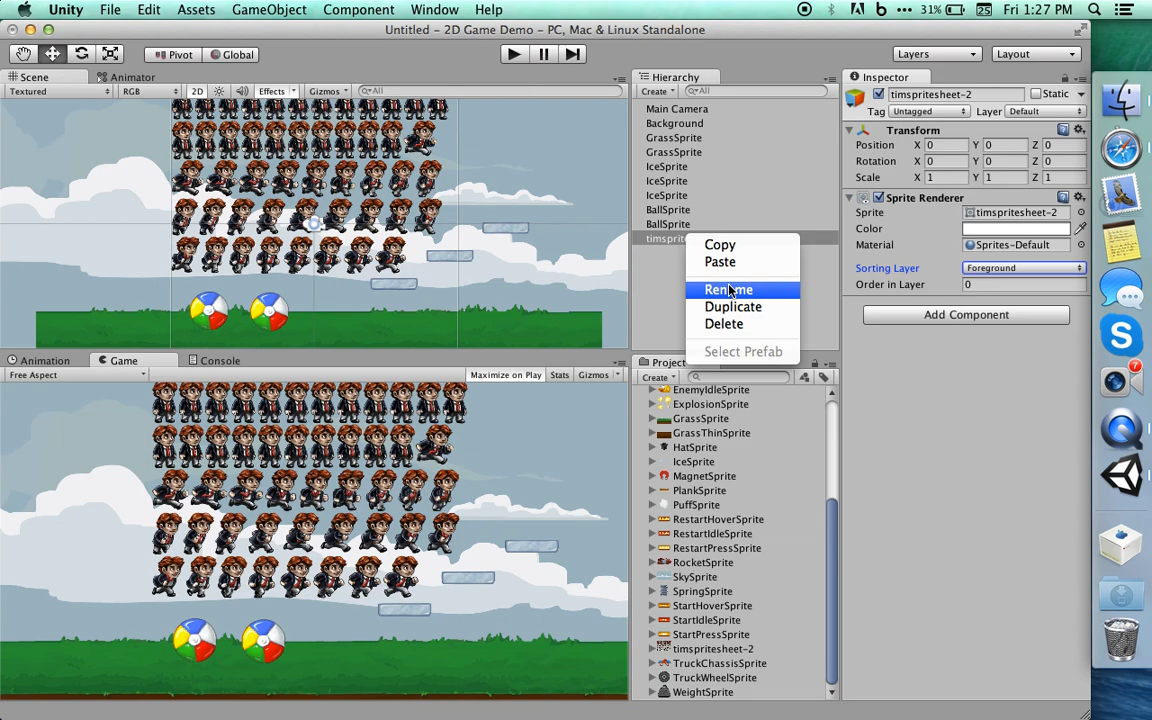 Unity File Edit Assets GameObject Component Window Help 31% 25 Fri 1:27 PM
Untitled - 2D Game Demo - PC, Mac & Linux Standalone
Pivot Global Layers Layout
Scene Animator
Textured RGB 2D Effects Gizmos All
Hierarchy
Create All
Main Camera
Background
GrassSprite
GrassSprite
IceSprite
IceSprite
IceSprite
BallSprite
BallSprite
Copy
Paste
Rename
Duplicate
Delete
Select Prefab
Inspector
timspritesheet-2 Static
Tag Untagged Layer Default
Transform
Position X 0 Y 0 Z 0
Rotation X 0 Y 0 Z 0
Scale X 1 Y 1 Z 1
Sprite Renderer
Sprite timspritesheet-2
Color
Material Sprites-Default
Sorting Layer Foreground
Order in Layer 0
Add Component
Animation Game Console
Free Aspect Maximize on Play Stats Gizmos
Project
Create
EnemyIdleSprite
ExplosionSprite
GrassSprite
GrassThinSprite
HatSprite
IceSprite
MagnetSprite
PlankSprite
PuffSprite
RestartHoverSprite
RestartIdleSprite
RestartPressSprite
RocketSprite
SkySprite
SpringSprite
StartHoverSprite
StartIdleSprite
StartPressSprite
timspritesheet-2
TruckChassisSprite
TruckWheelSprite
WeightSprite
7